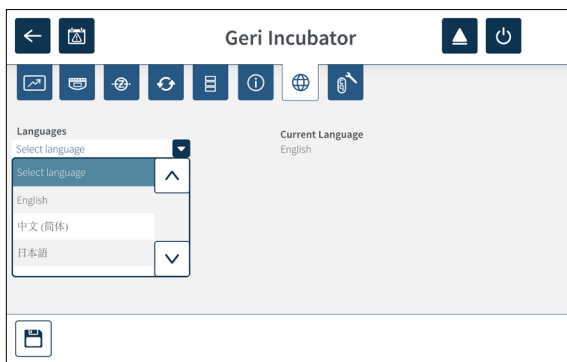 Geri Incubator
Languages
Select language
Select language
English
中文 (简体)
日本語
Current Language
English